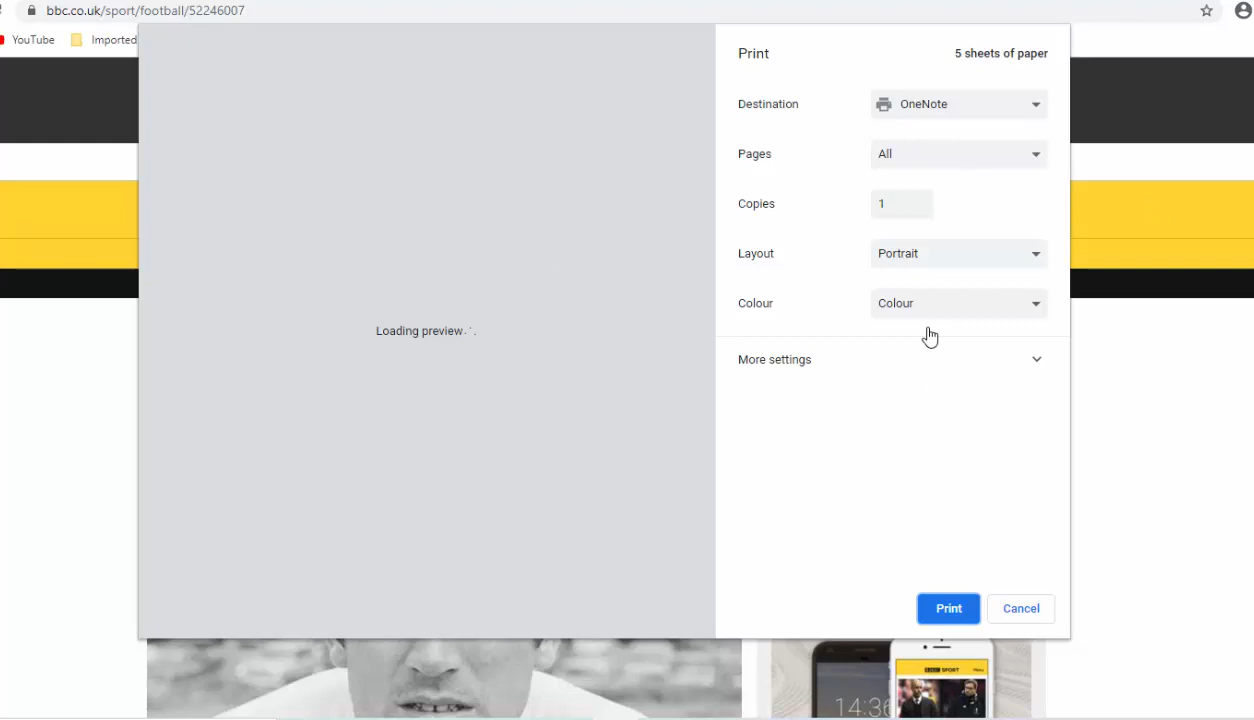 bbc.co.uk/sport/football/52246007
YouTube
Imported
Print
5 sheets of paper
Destination
OneNote
Pages
All
Copies
1
Layout
Portrait
Loading preview...
Colour
Colour
More settings
Print
Cancel
SPORT
14:36